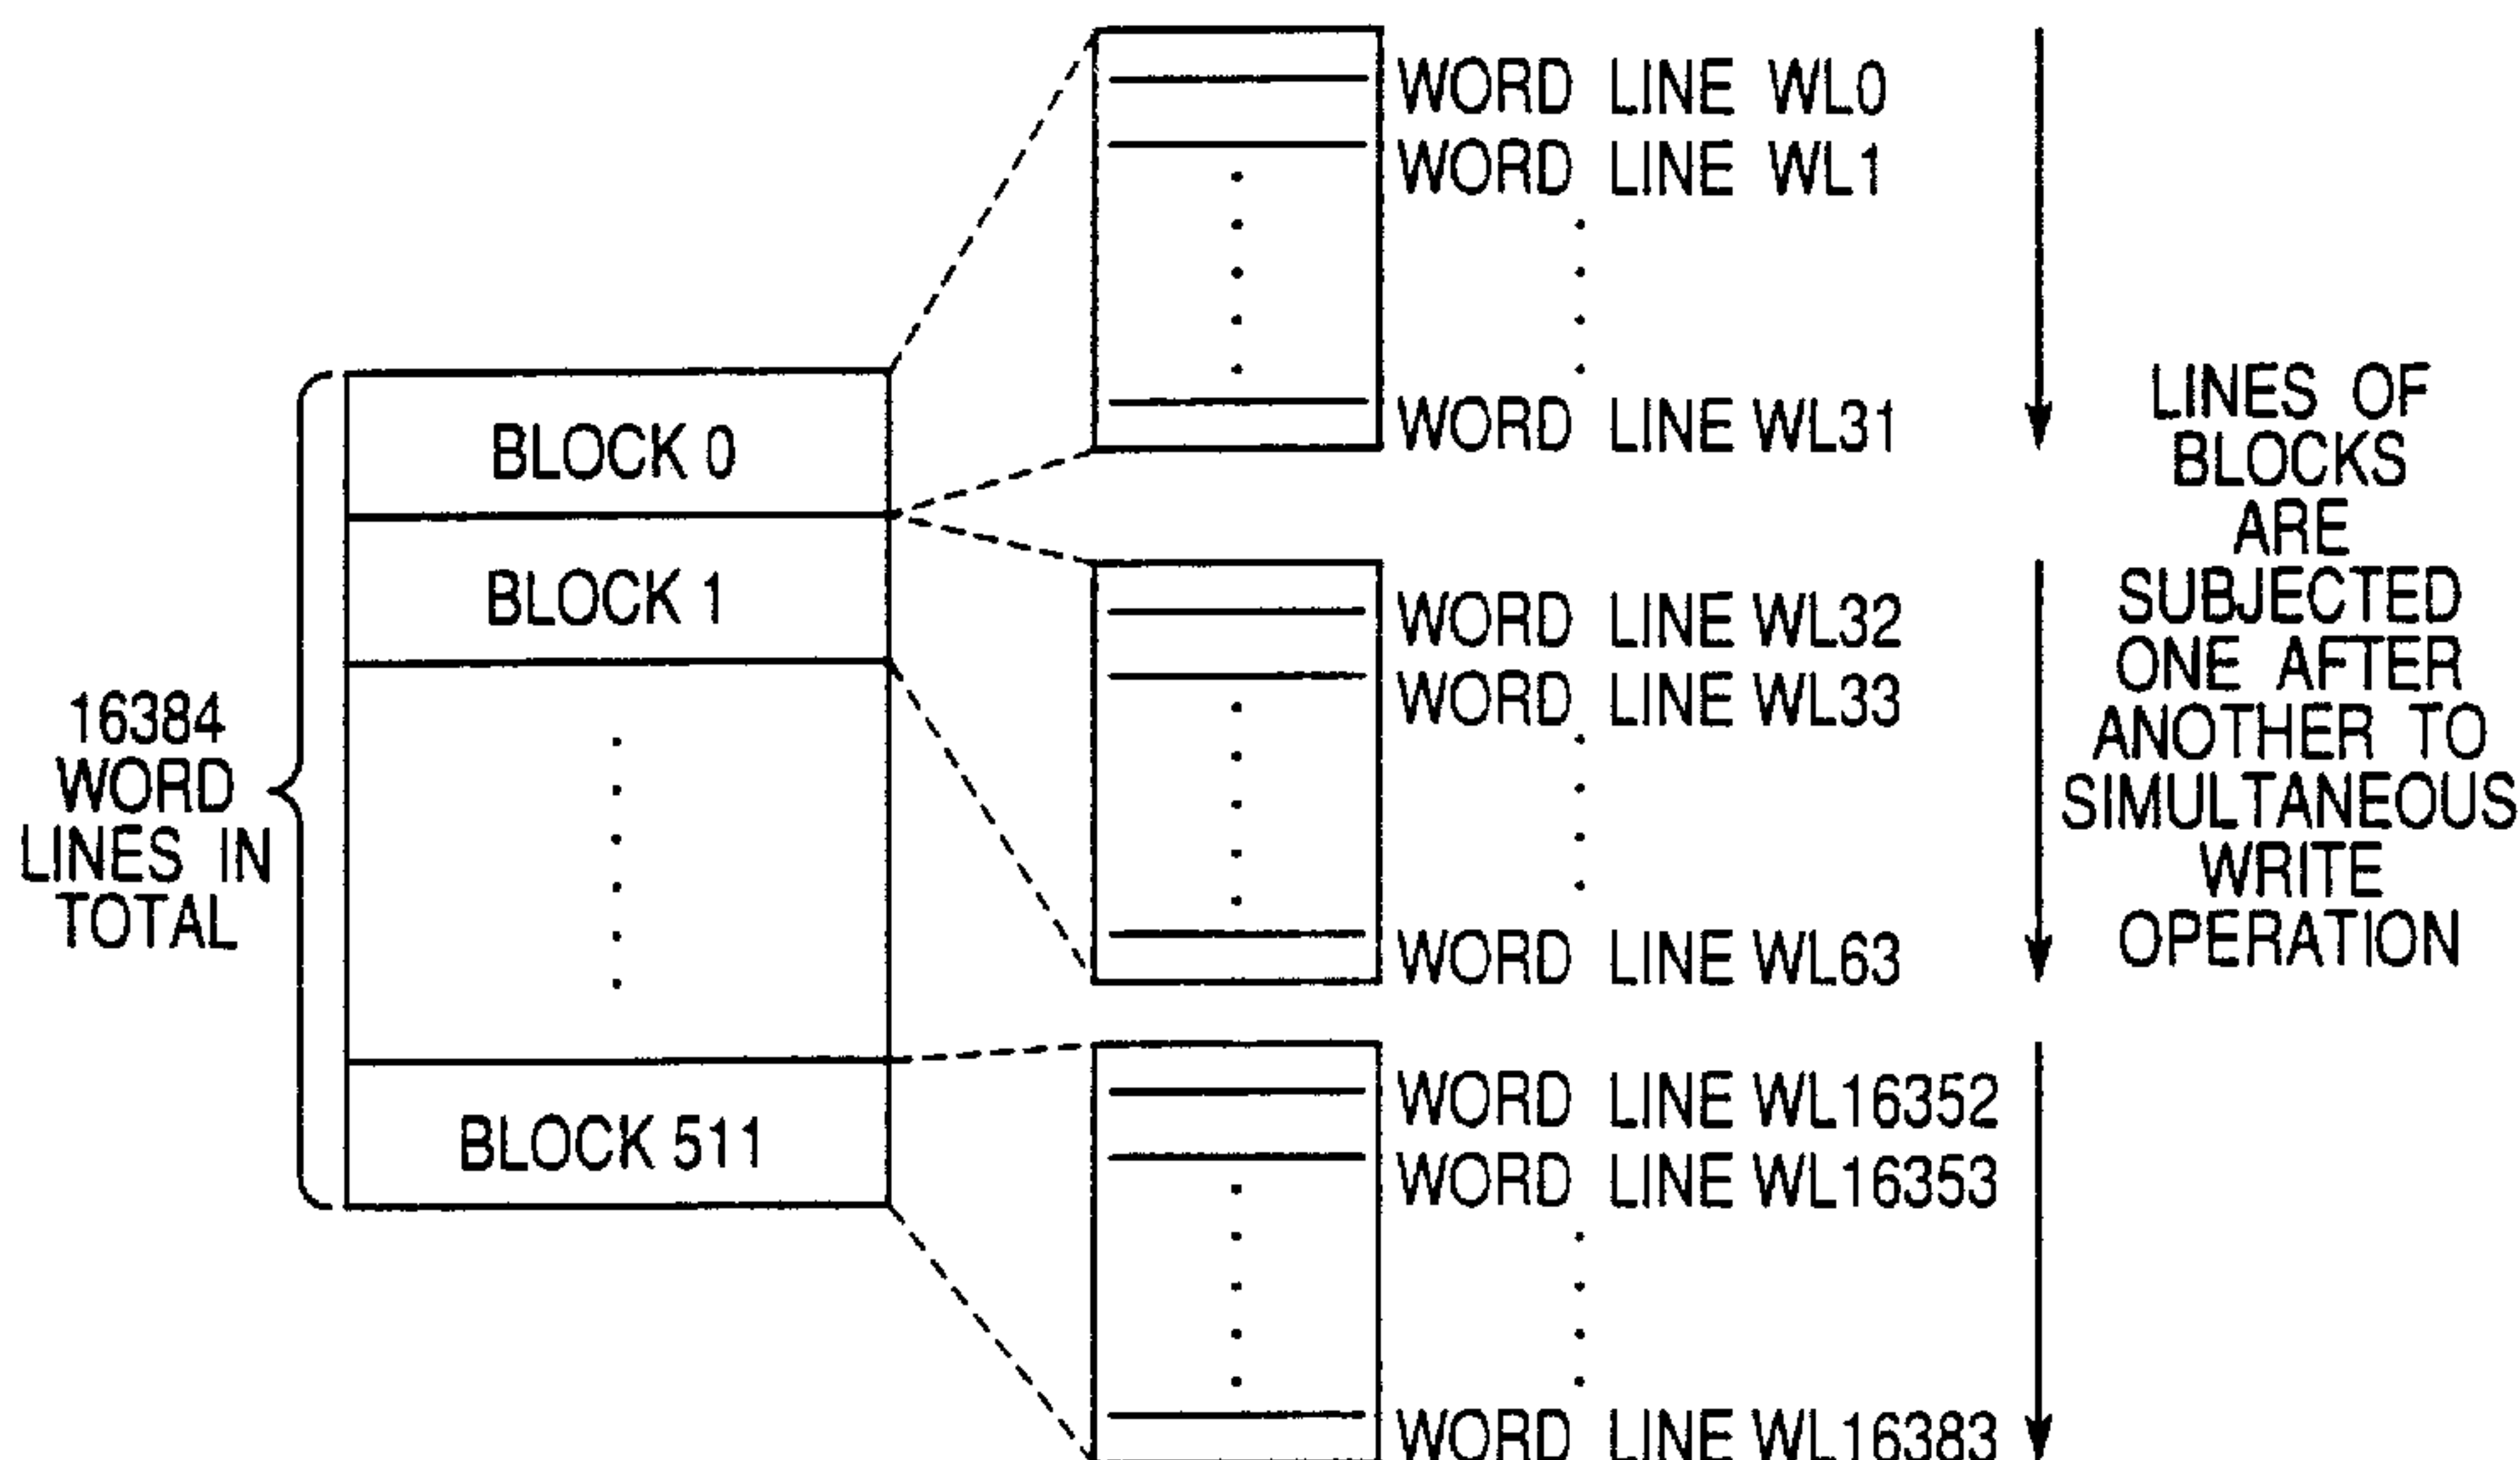 16384
WORD
LINES IN
TOTAL
BLOCK 0
BLOCK 1
BLOCK 511
WORD LINE WL0
WORD LINE WL1
WORD LINE WL31
WORD LINE WL32
WORD LINE WL33
WORD LINE WL63
WORD LINE WL16352
WORD LINE WL16353
WORD LINE WL16383
LINES OF
BLOCKS
ARE
SUBJECTED
ONE AFTER
ANOTHER TO
SIMULTANEOUS
WRITE
OPERATION